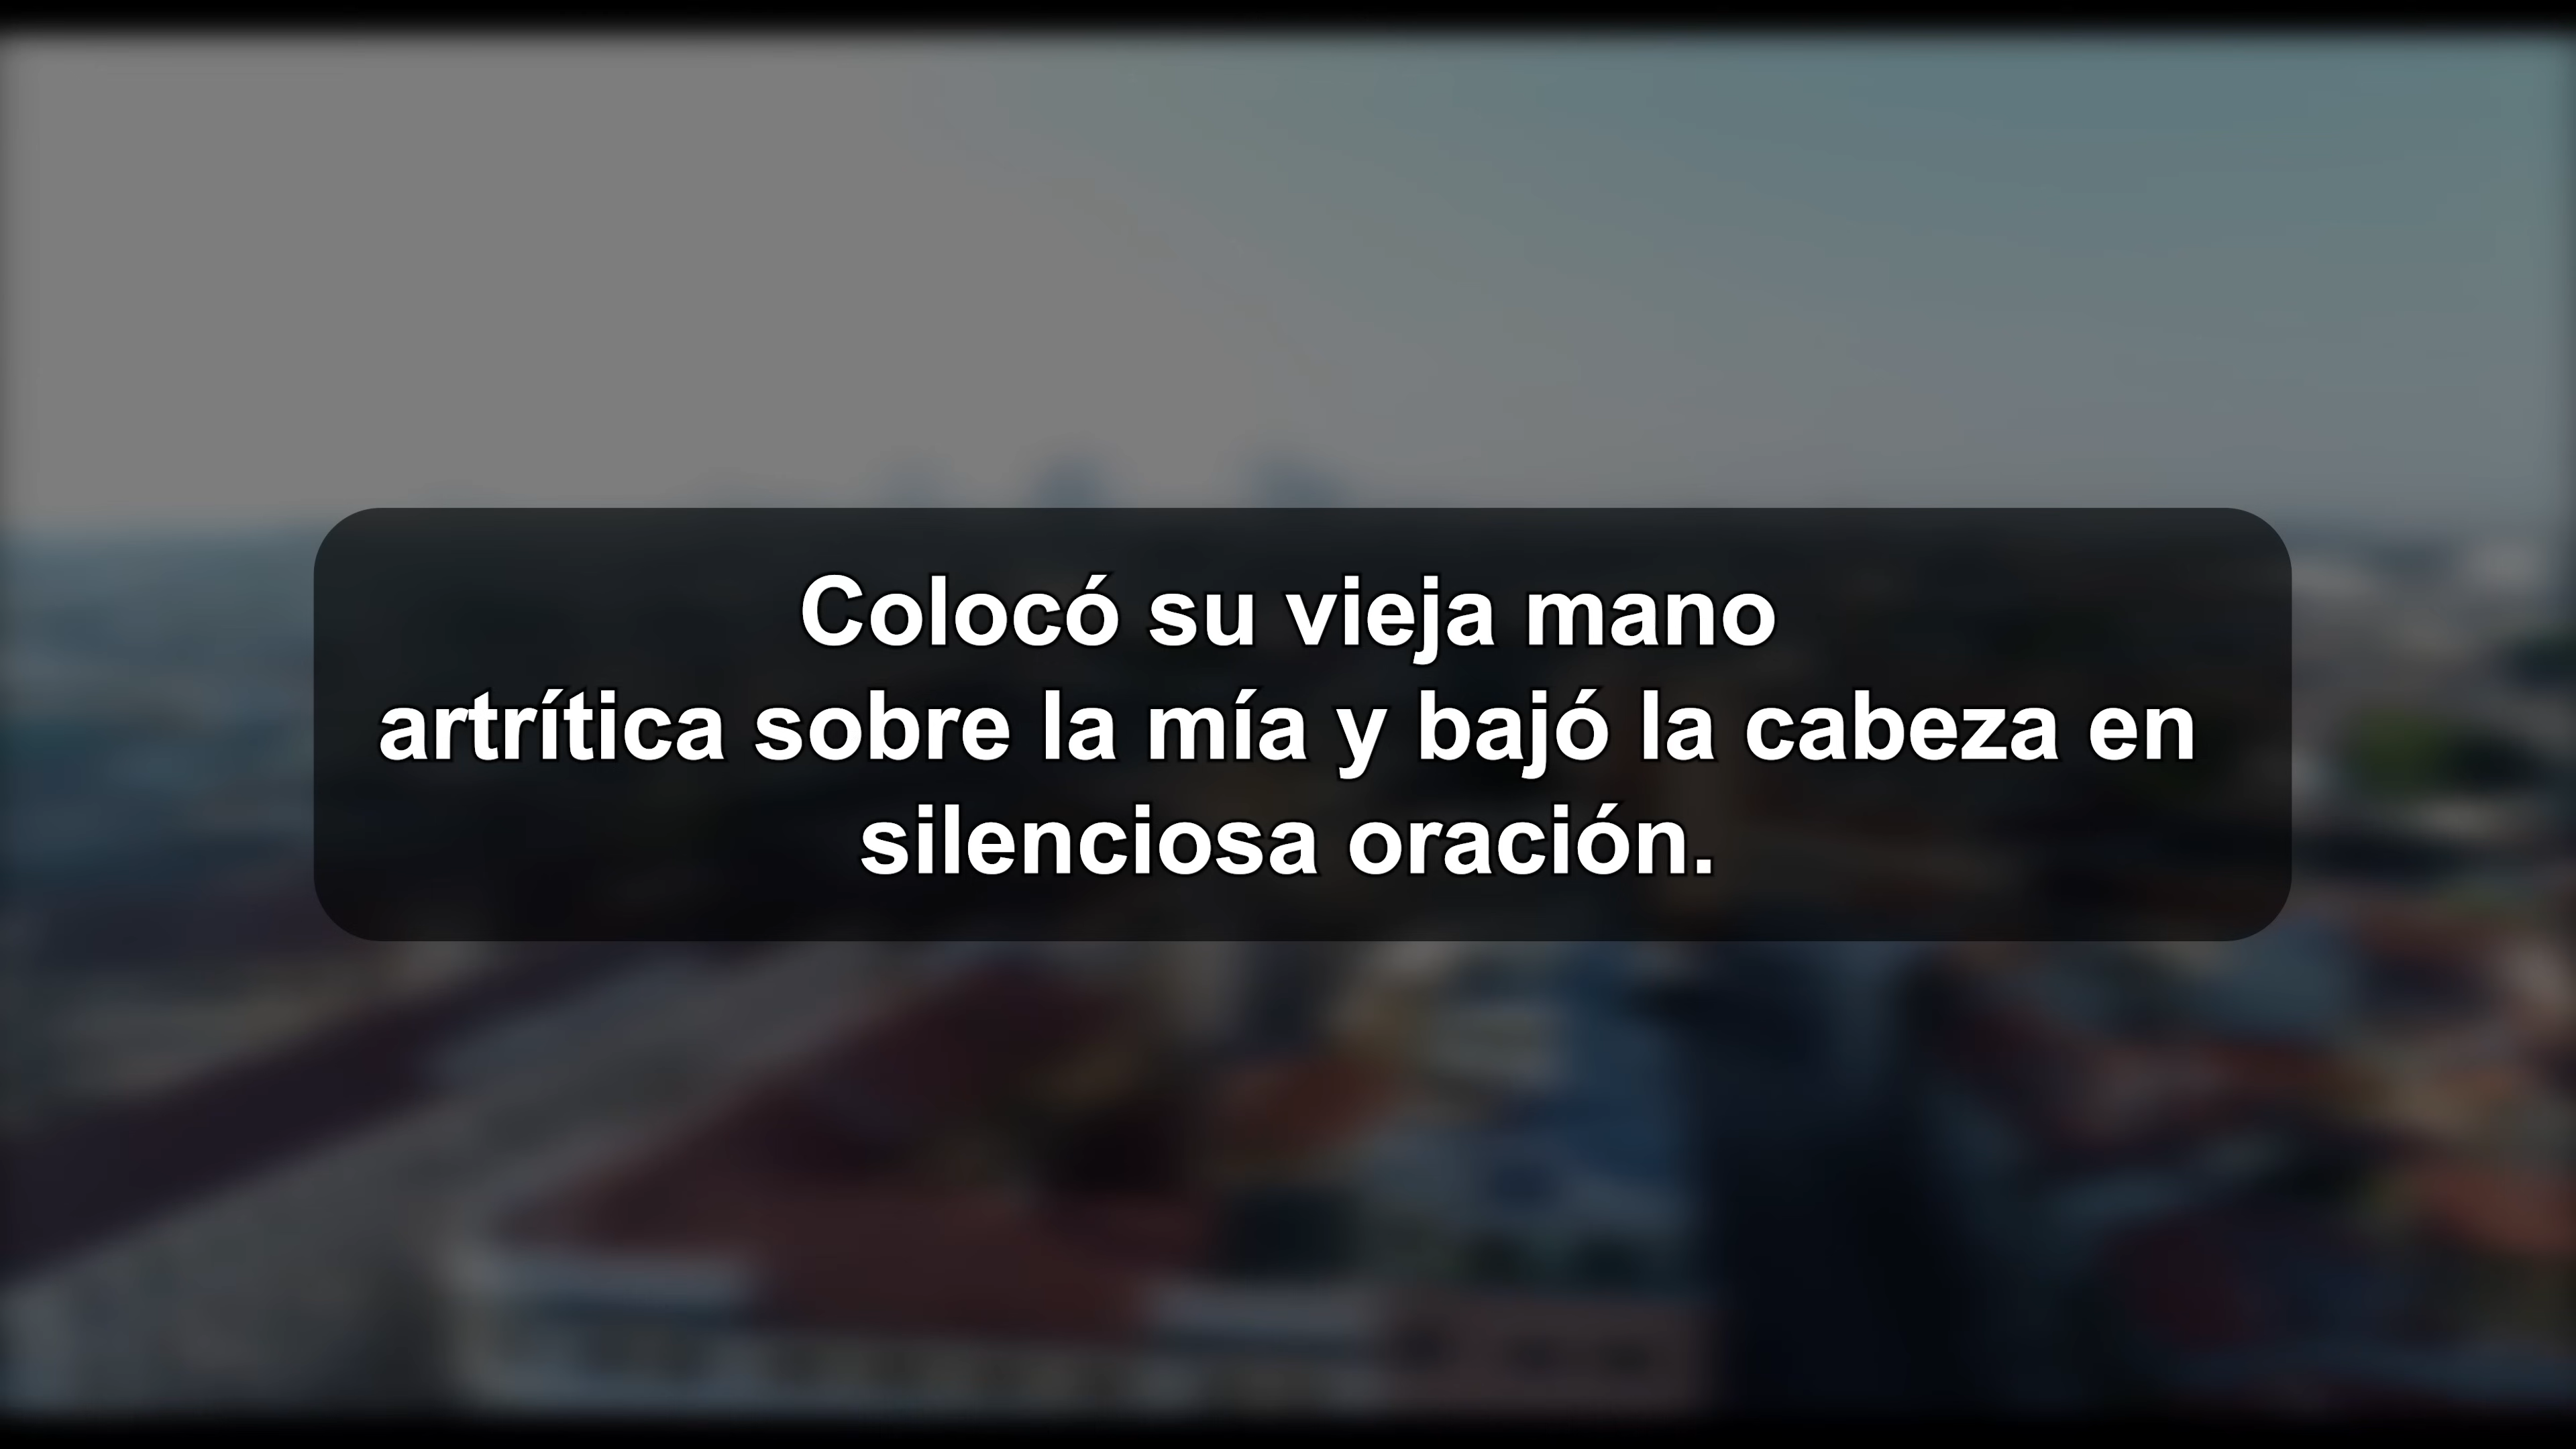 Colocó su vieja mano
artrítica sobre la mía y bajó la cabeza en
silenciosa oración.